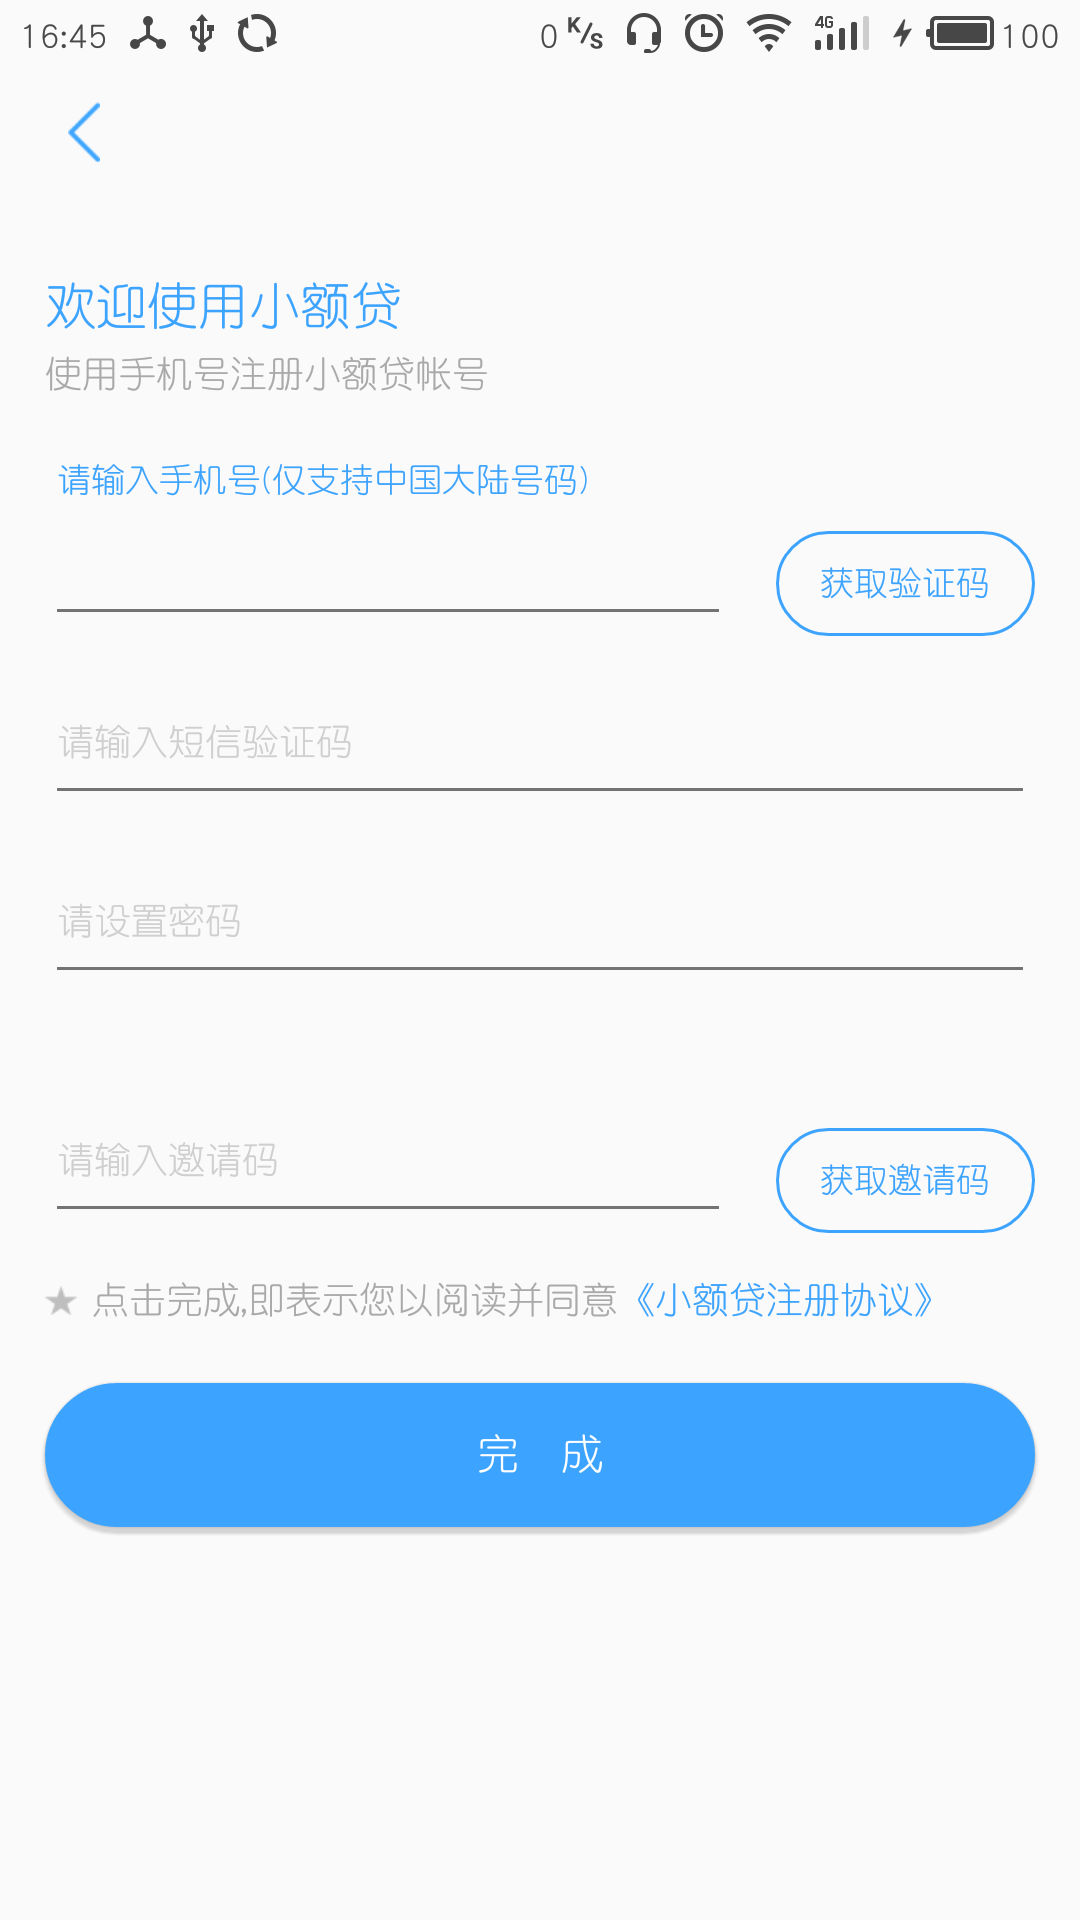 16:45 0 K/s 4G 100
欢迎使用小额贷
使用手机号注册小额贷帐号
请输入手机号(仅支持中国大陆号码)
获取验证码
请输入短信验证码
请设置密码
请输入邀请码
获取邀请码
★ 点击完成,即表示您以阅读并同意《小额贷注册协议》
完 成